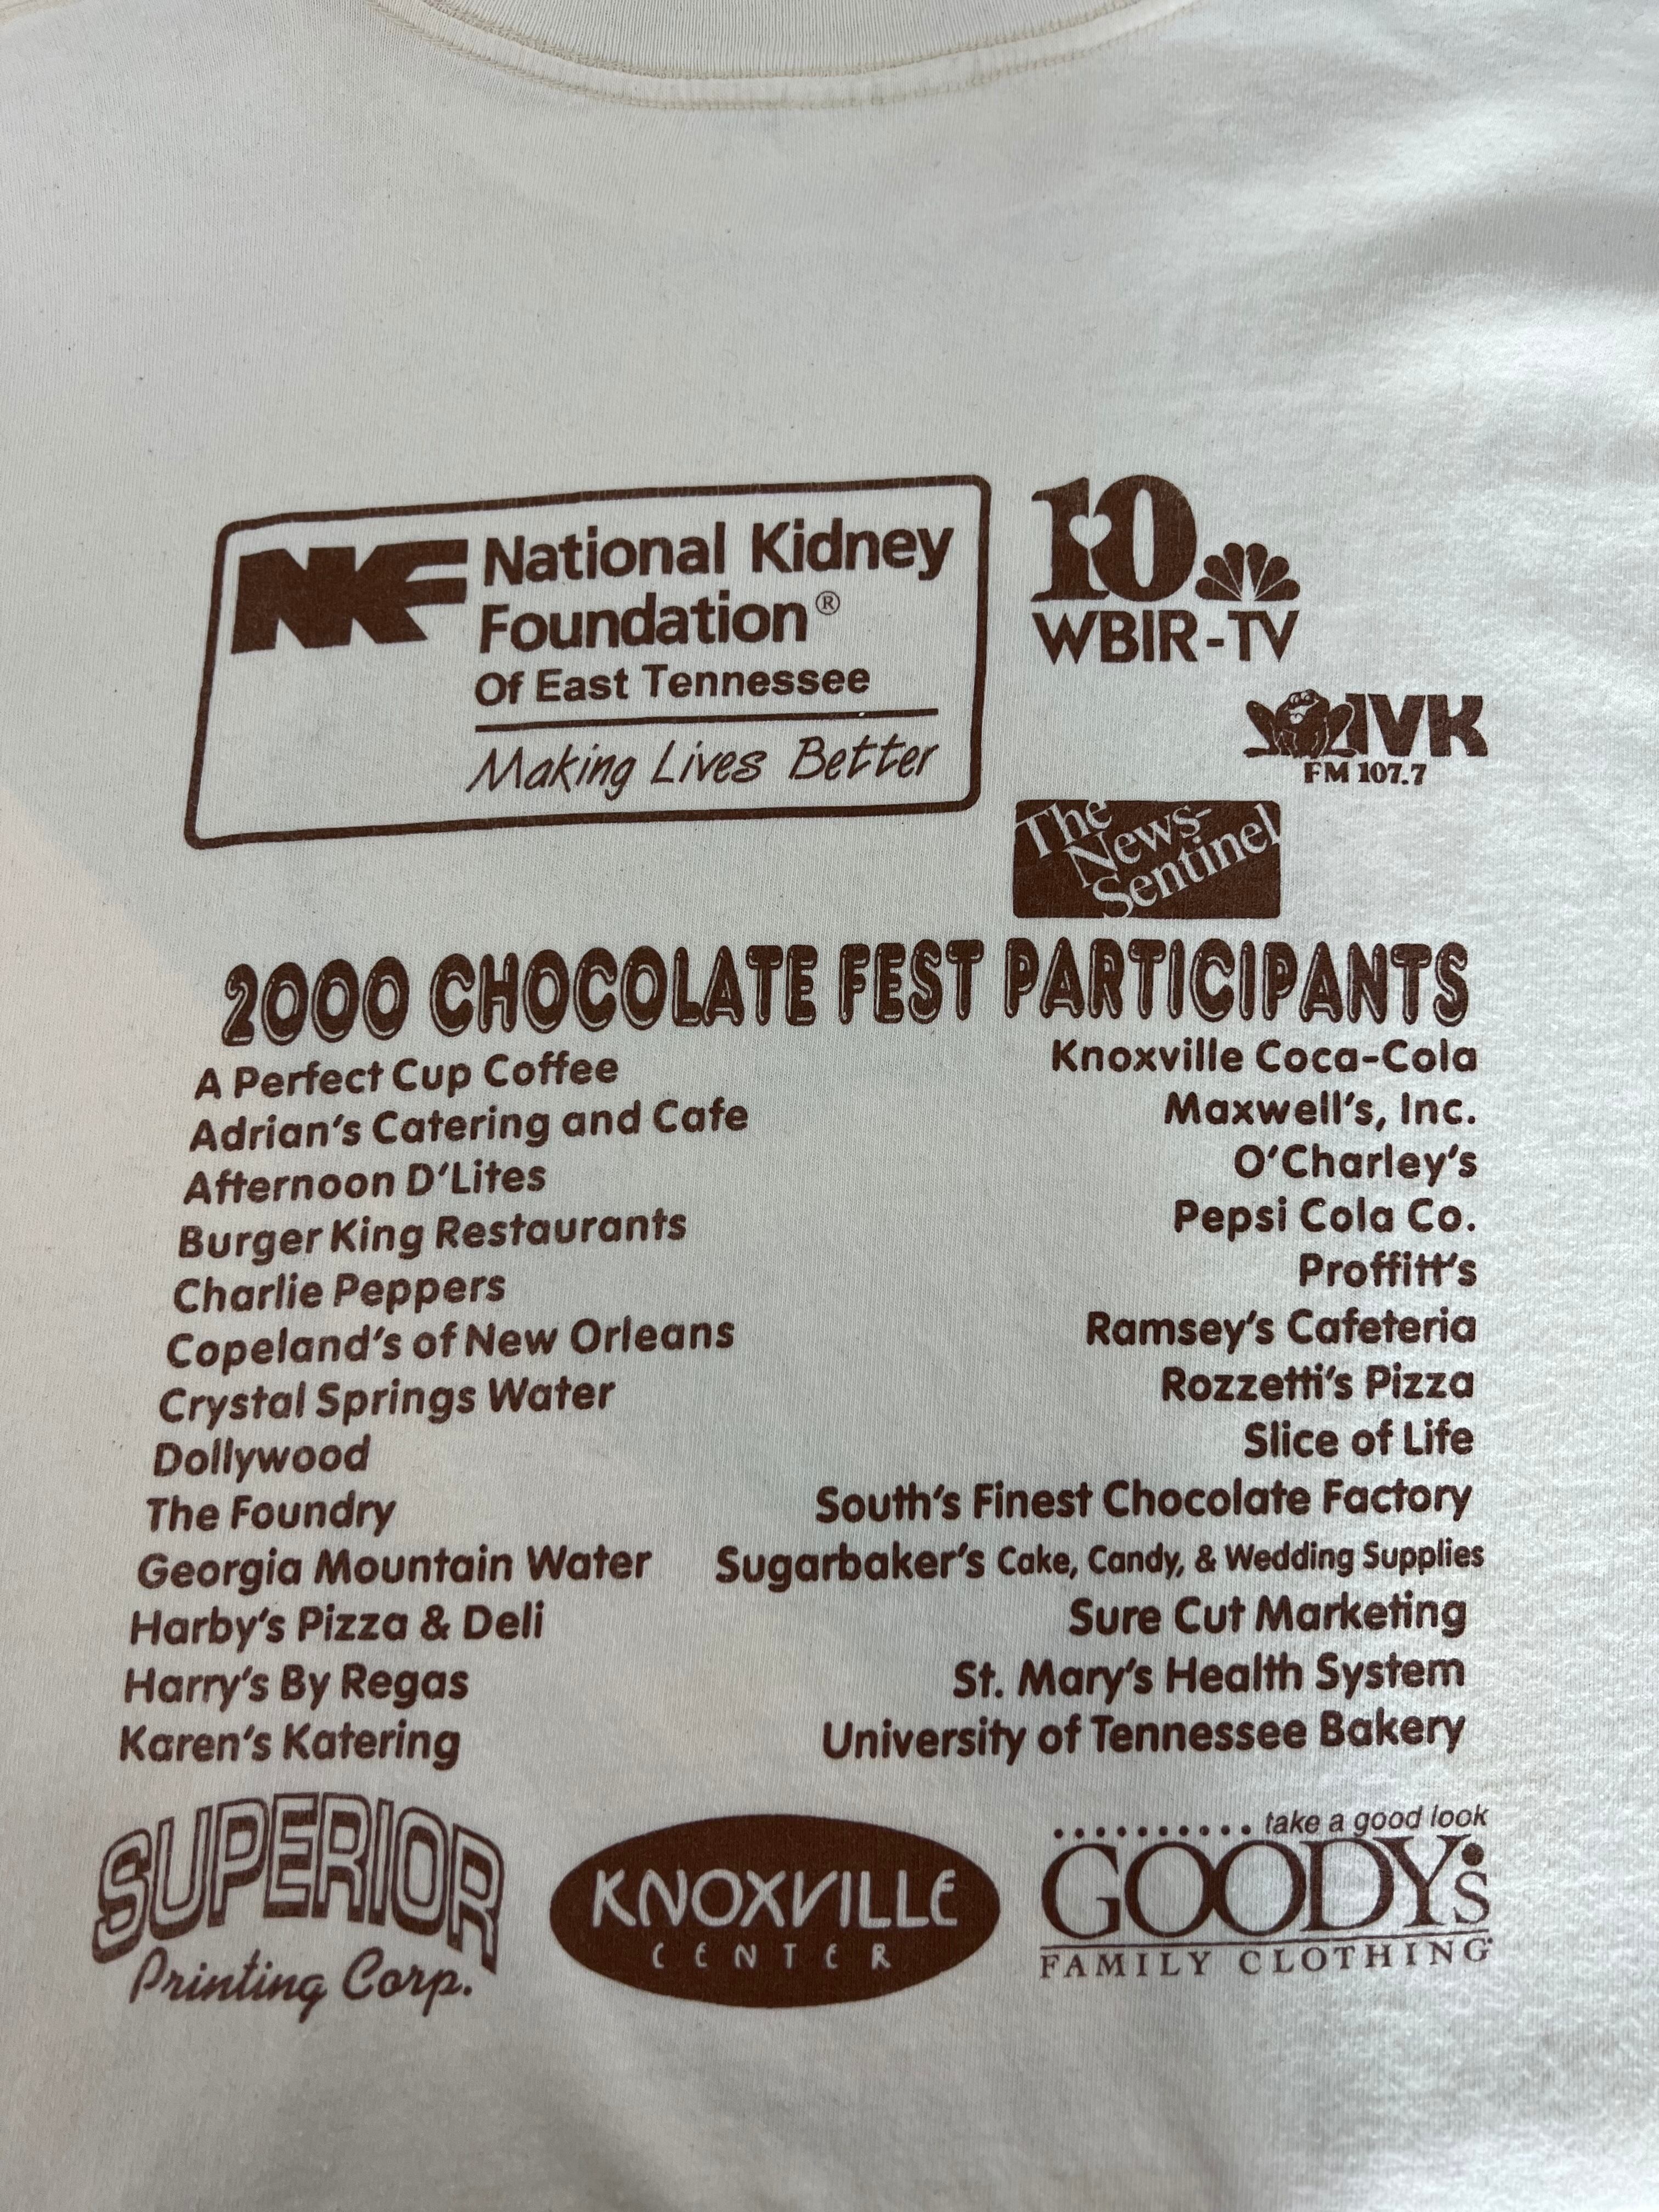 NKF National Kidney
Foundation®
Of East Tennessee
Making Lives Better
10
WBIR-TV
IVK
FM 107.7
The
News-
Sentinel
2000 CHOCOLATE FEST PARTICIPANTS
A Perfect Cup Coffee
Adrian's Catering and Cafe
Afternoon D'Lites
Burger King Restaurants
Charlie Peppers
Copeland's of New Orleans
Crystal Springs Water
Dollywood
The Foundry
Georgia Mountain Water
Harby's Pizza & Deli
Harry's By Regas
Karen's Katering
Knoxville Coca-Cola
Maxwell's, Inc.
O'Charley's
Pepsi Cola Co.
Proffitt's
Ramsey's Cafeteria
Rozzetti's Pizza
Slice of Life
South's Finest Chocolate Factory
Sugarbaker's Cake, Candy, & Wedding Supplies
Sure Cut Marketing
St. Mary's Health System
University of Tennessee Bakery
SUPERIOR
Printing Corp.
KNOXVILLE
CENTER
.......... take a good look
GOODY's
FAMILY CLOTHING